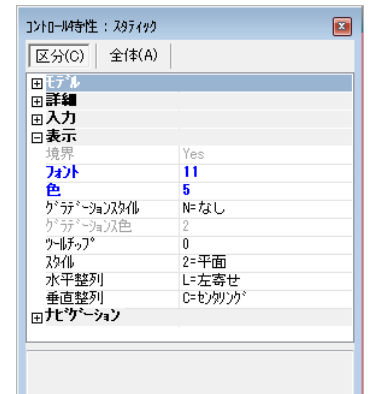 ｺﾝﾄﾛｰﾙ特性 : ｽﾀﾃｨｯｸ
区分(C) 全体(A)
ﾓﾃﾞﾙ
詳細
入力
表示
境界 Yes
ﾌｫﾝﾄ 11
色 5
ｸﾞﾗﾃﾞｰｼｮﾝｽﾀｲﾙ N=なし
ｸﾞﾗﾃﾞｰｼｮﾝ色 2
ﾂｰﾙﾁｯﾌﾟ 0
ｽﾀｲﾙ 2=平面
水平整列 L=左寄せ
垂直整列 C=ｾﾝﾀﾘﾝｸﾞ
ﾅﾋﾞｹﾞｰｼｮﾝ